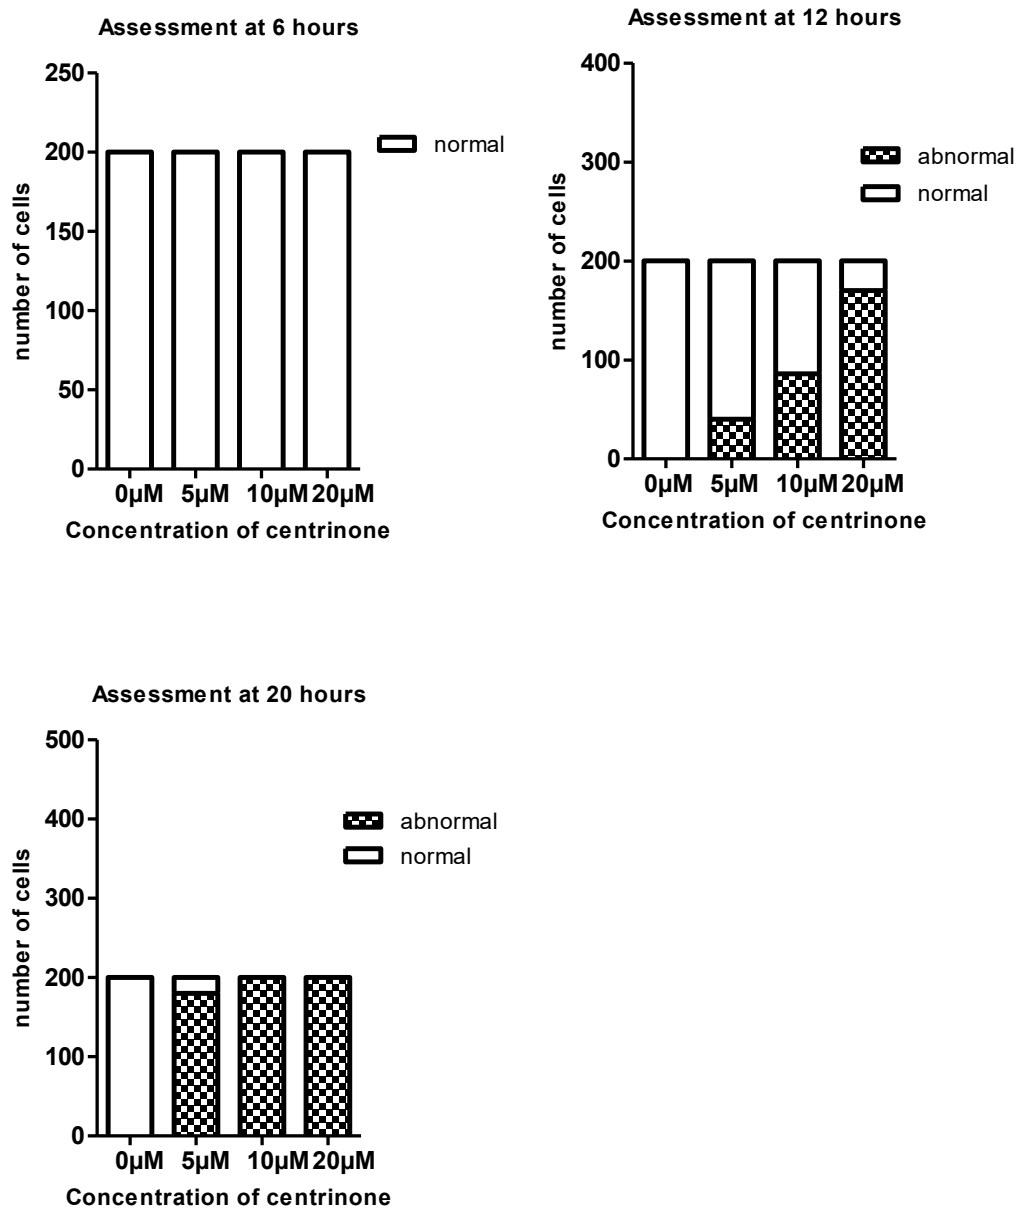 Assessment at 6 hours
250
200
150
100
50
0
number of cells
normal
0µM 5µM 10µM 20µM
Concentration of centrinone
Assessment at 12 hours
400
300
200
100
0
number of cells
abnormal
normal
0µM 5µM 10µM 20µM
Concentration of centrinone
Assessment at 20 hours
500
400
300
200
100
0
number of cells
abnormal
normal
0µM 5µM 10µM 20µM
Concentration of centrinone